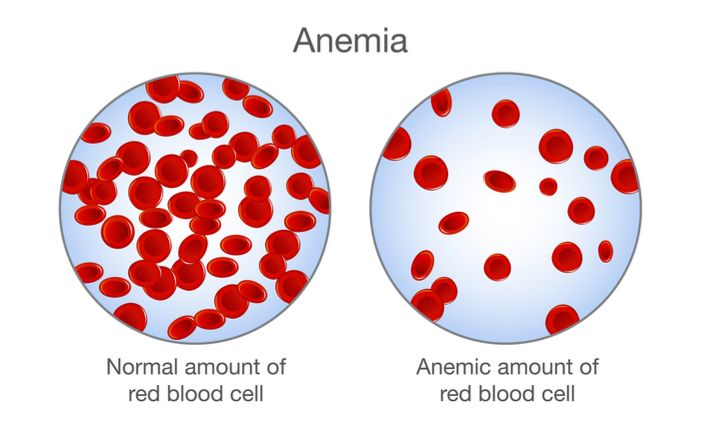 Anemia
Normal amount of
red blood cell
Anemic amount of
red blood cell